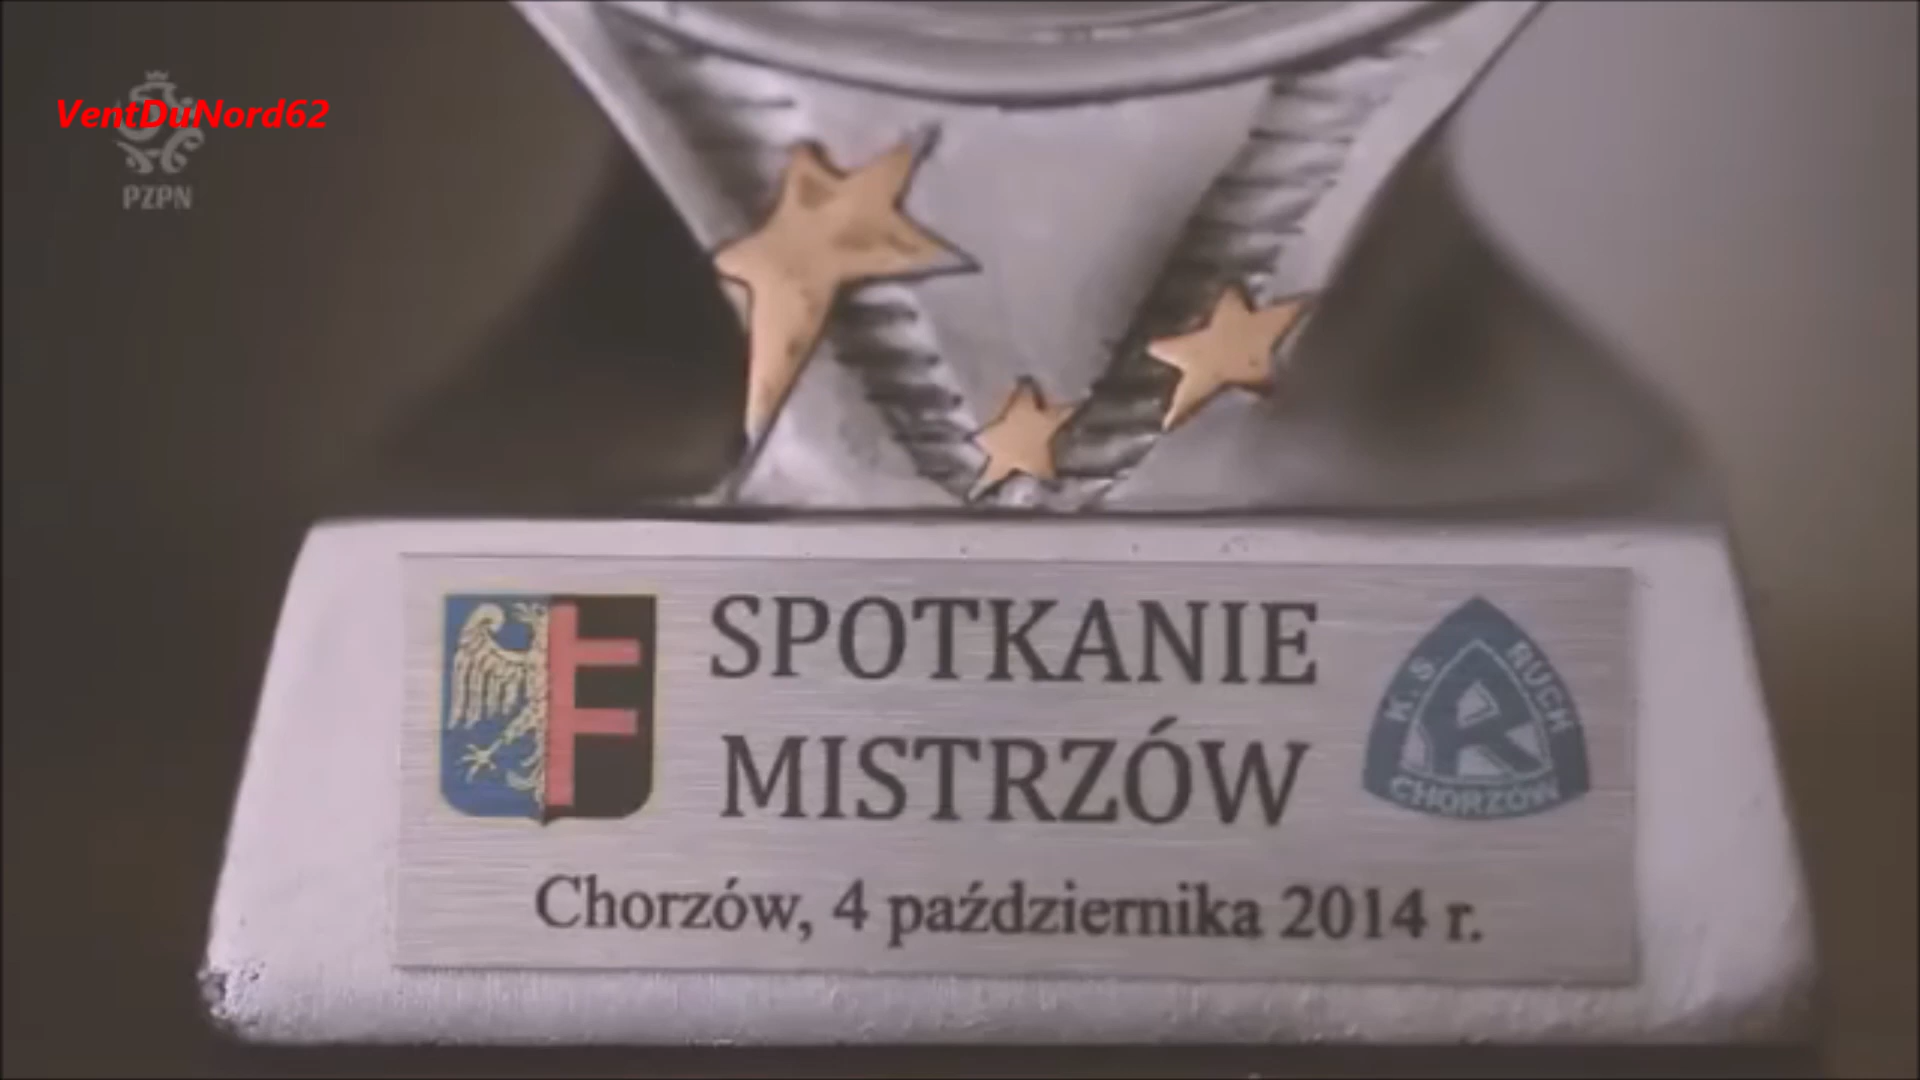 VentDuNord62
PZPN
SPOTKANIE
MISTRZÓW
K.S. RUCH
R
CHORZÓW
Chorzów, 4 października 2014 r.